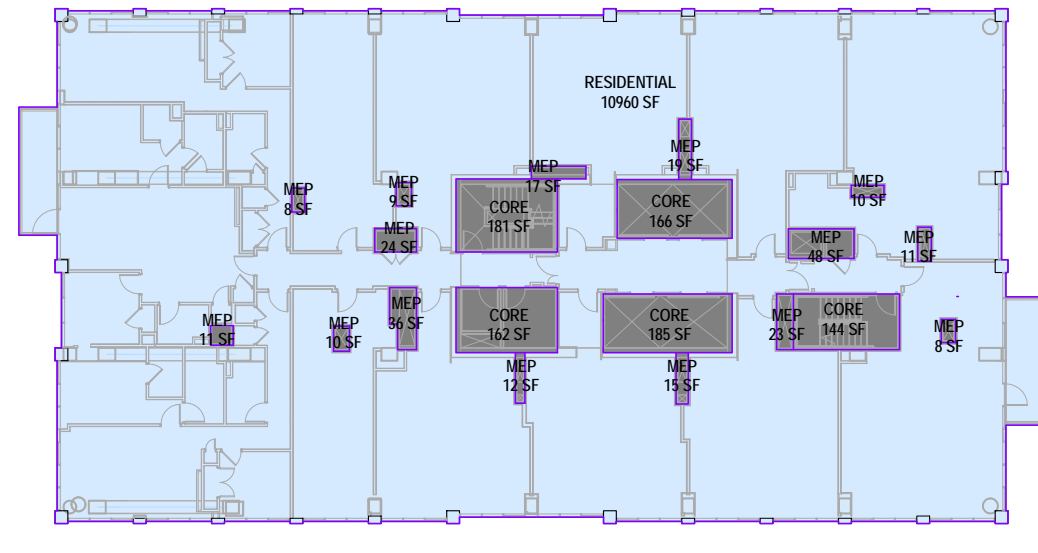 RESIDENTIAL
10960 SF
MEP
19 SF
MEP
17 SF
MEP
8 SF
MEP
9 SF
MEP
10 SF
CORE
181 SF
CORE
166 SF
MEP
24 SF
MEP
48 SF
MEP
11 SF
MEP
36 SF
MEP
11 SF
MEP
10 SF
CORE
162 SF
CORE
185 SF
MEP
23 SF
CORE
144 SF
MEP
8 SF
MEP
12 SF
MEP
15 SF